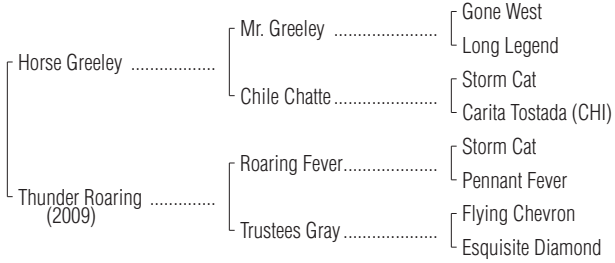 Gone West
Mr. Greeley ....................
Long Legend
Horse Greeley ..................
Storm Cat
Chile Chatte ....................
Carita Tostada (CHI)
Storm Cat
Roaring Fever ..................
Pennant Fever
Thunder Roaring ..............
(2009)
Flying Chevron
Trustees Gray ..................
Esquisite Diamond